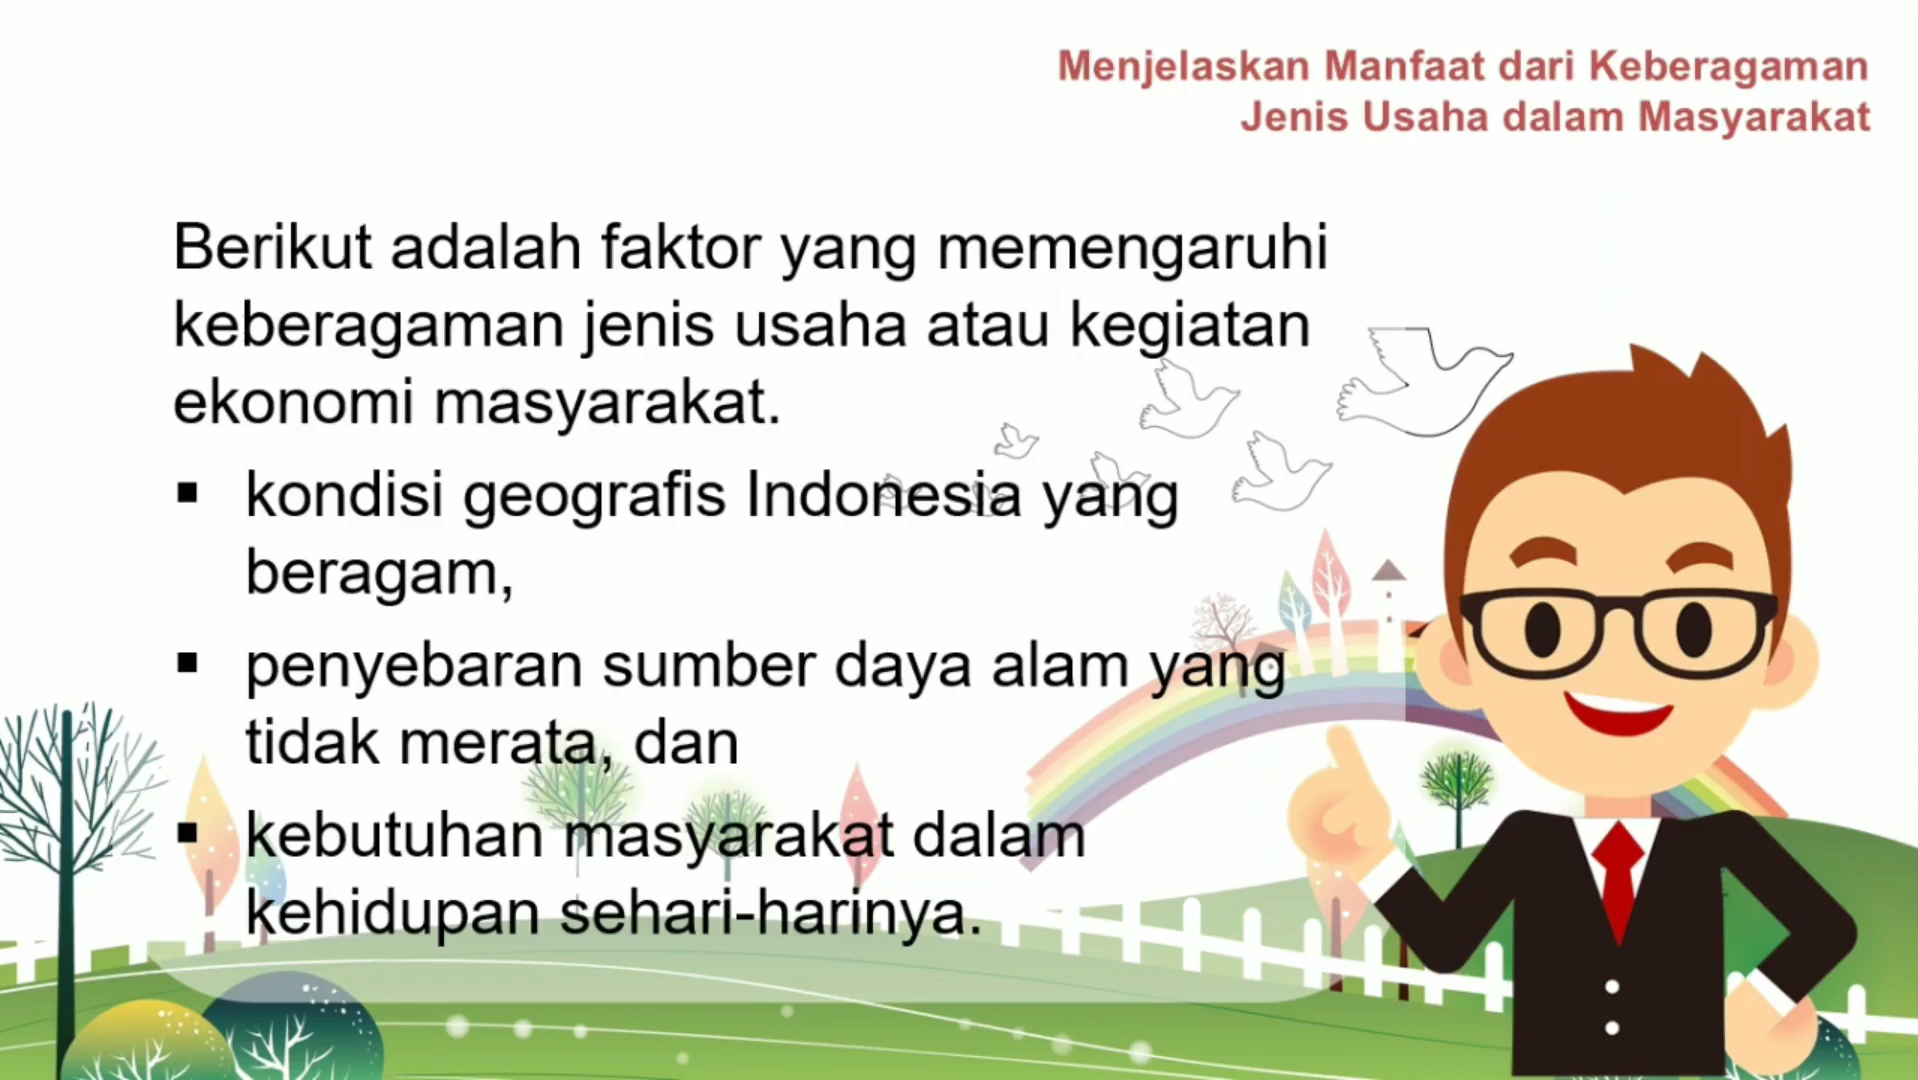 Menjelaskan Manfaat dari Keberagaman
Jenis Usaha dalam Masyarakat
Berikut adalah faktor yang memengaruhi
keberagaman jenis usaha atau kegiatan
ekonomi masyarakat.
▪ kondisi geografis Indonesia yang
beragam,
▪ penyebaran sumber daya alam yang
tidak merata, dan
▪ kebutuhan masyarakat dalam
kehidupan sehari-harinya.